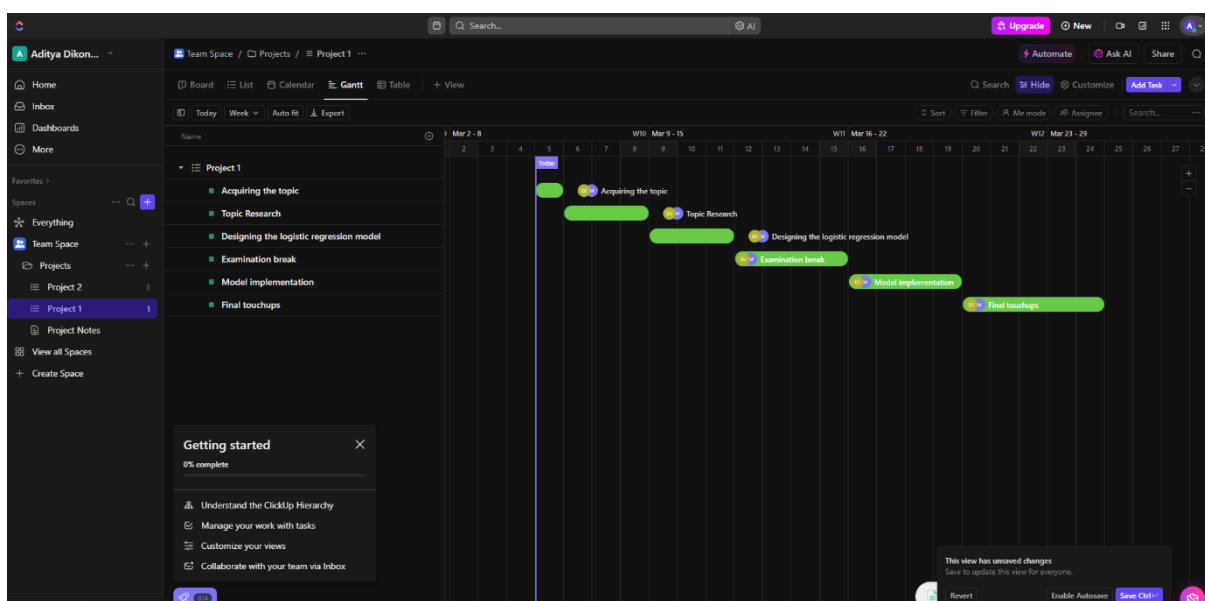 Search...
AI
Upgrade
New
A
A Aditya Dikon...
Team Space / Projects / Project 1 ...
Automate
Ask AI
Share
Home
Inbox
Dashboards
More
Favorites >
Spaces
Everything
Team Space
Projects
Project 2 3
Project 1 1
Project Notes
View all Spaces
Create Space
Board List Calendar Gantt Table + View
Search Hide Customize Add Task
Today Week Auto fit Export
Sort Filter Me mode Assignee Search...
Name
Mar 2 - 8 W10 Mar 9 - 15 W11 Mar 16 - 22 W12 Mar 23 - 29
2 3 4 5 6 7 8 9 10 11 12 13 14 15 16 17 18 19 20 21 22 23 24 25 26 27
Today
Project 1
Acquiring the topic
Acquiring the topic
Topic Research
Topic Research
Designing the logistic regression model
Designing the logistic regression model
Examination break
Examination break
Model implementation
Model implementation
Final touchups
Final touchups
Getting started
0% complete
Understand the ClickUp Hierarchy
Manage your work with tasks
Customize your views
Collaborate with your team via Inbox
0/4
This view has unsaved changes
Save to update this view for everyone.
Revert Enable Autosave Save Ctrl+↵